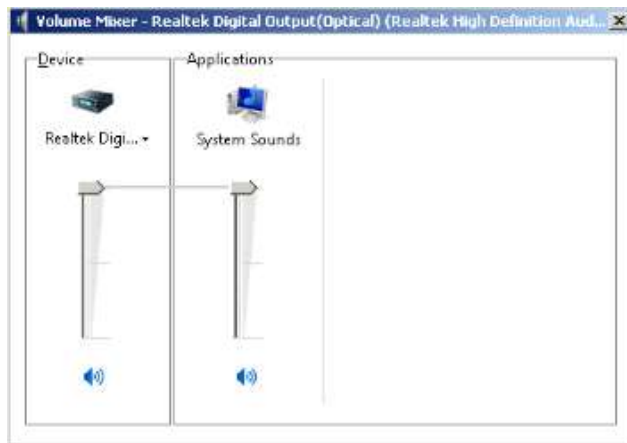 Volume Mixer - Realtek Digital Output(Optical) (Realtek High Definition Aud...
Device
Applications
Realtek Digi...
System Sounds